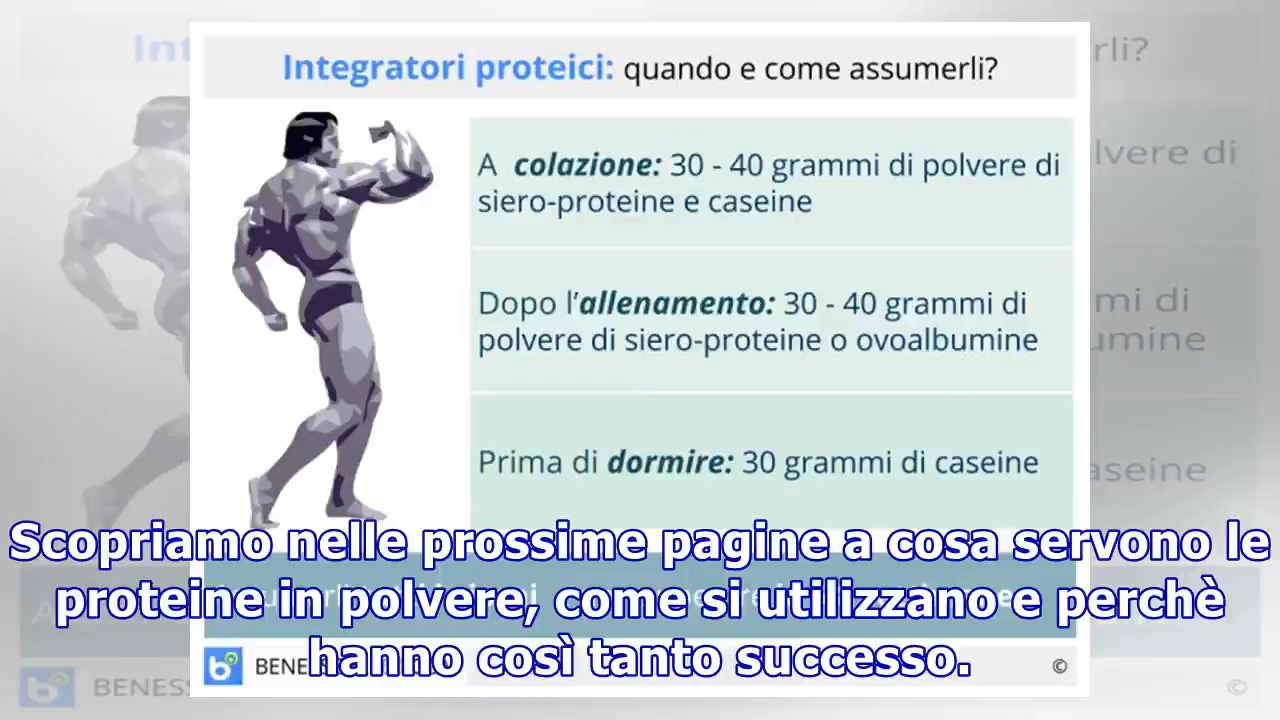 Integratori proteici: quando e come assumerli?
A colazione: 30 - 40 grammi di polvere di
siero-proteine e caseine
Dopo l'allenamento: 30 - 40 grammi di
polvere di siero-proteine o ovoalbumine
Prima di dormire: 30 grammi di caseine
Scopriamo nelle prossime pagine a cosa servono le
proteine in polvere, come si utilizzano e perchè
hanno così tanto successo.
b
©